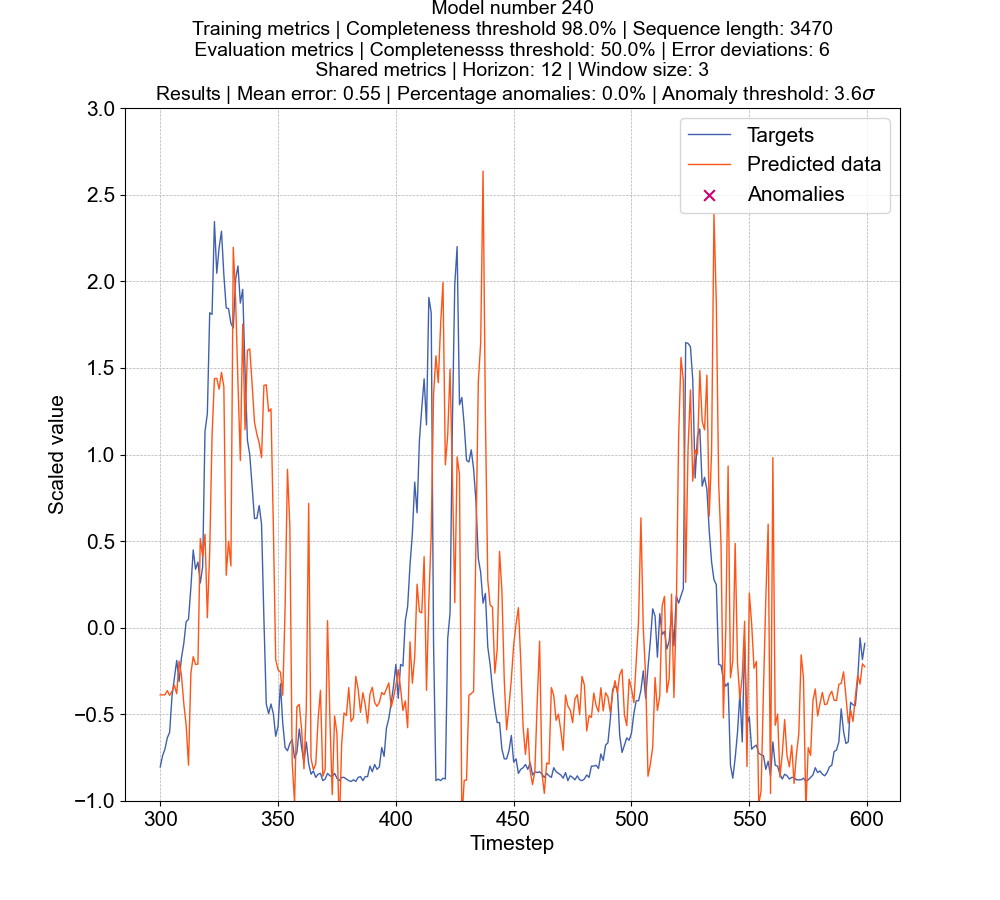 Model number 240
Training metrics | Completeness threshold 98.0% | Sequence length: 3470
Evaluation metrics | Completenesss threshold: 50.0% | Error deviations: 6
Shared metrics | Horizon: 12 | Window size: 3
Results | Mean error: 0.55 | Percentage anomalies: 0.0% | Anomaly threshold: 3.6σ
Targets
Predicted data
Anomalies
3.0
2.5
2.0
1.5
1.0
0.5
0.0
−0.5
−1.0
Scaled value
300
350
400
450
500
550
600
Timestep